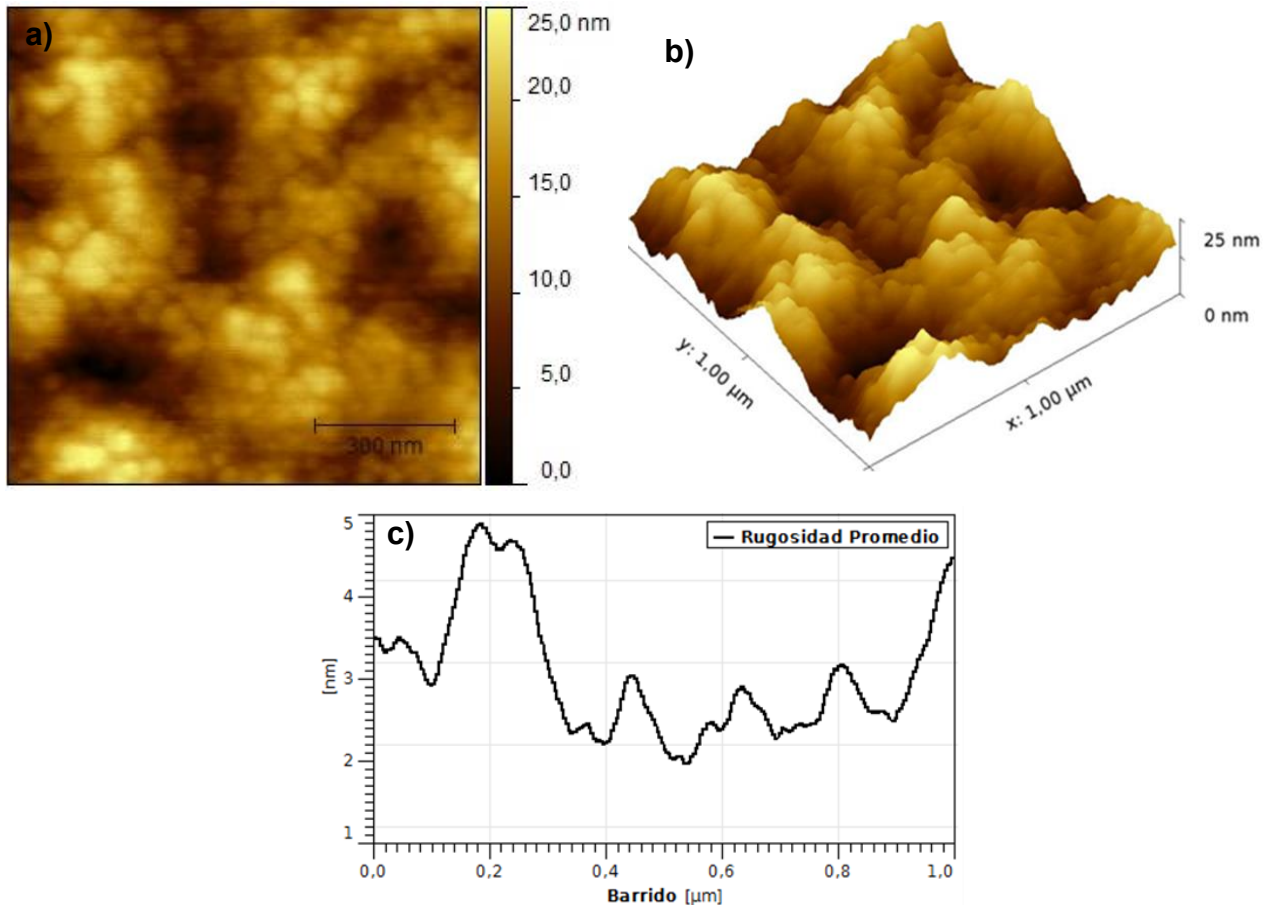 a)
25,0 nm
20,0
15,0
10,0
5,0
0,0
300 nm
b)
25 nm
0 nm
y: 1,00 µm
x: 1,00 µm
c)
Rugosidad Promedio
5
4
3
2
1
[nm]
0,0
0,2
0,4
0,6
0,8
1,0
Barrido [µm]